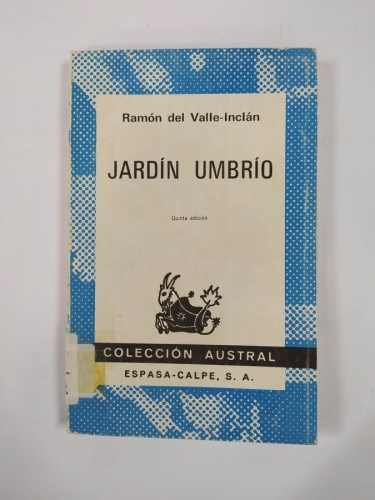 Ramón del Valle-Inclán
JARDÍN UMBRÍO
Quinta edición
COLECCIÓN AUSTRAL
ESPASA-CALPE, S. A.